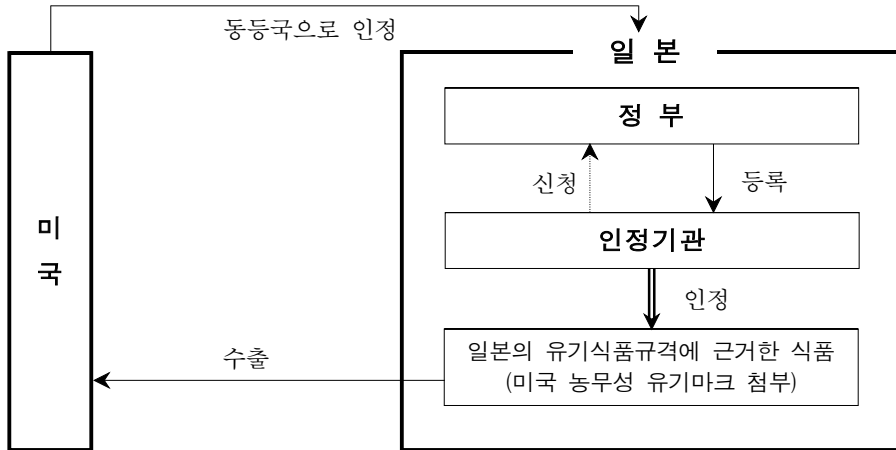 동등국으로 인정
일 본
정 부
신청
등록
미
국
인정기관
인정
수출
일본의 유기식품규격에 근거한 식품
(미국 농무성 유기마크 첨부)